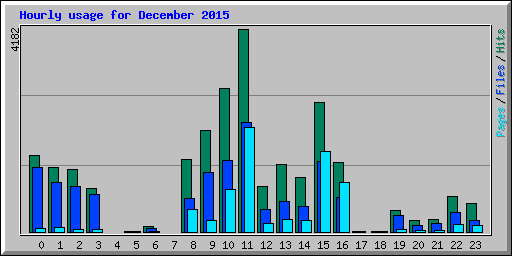 Hourly usage for December 2015
4182
Pages/Files/Hits
0 1 2 3 4 5 6 7 8 9 10 11 12 13 14 15 16 17 18 19 20 21 22 23